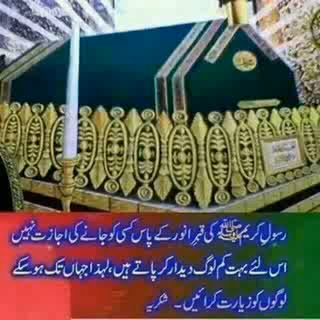 رسولِ کریم ﷺ کی قبرِ انور کے پاس کسی کو جانے کی اجازت نہیں
اس لئے بہت کم لوگ دیدار کر پاتے ہیں، لہٰذا جہاں تک ہو سکے
لوگوں کو زیارت کرائیں۔ شکریہ